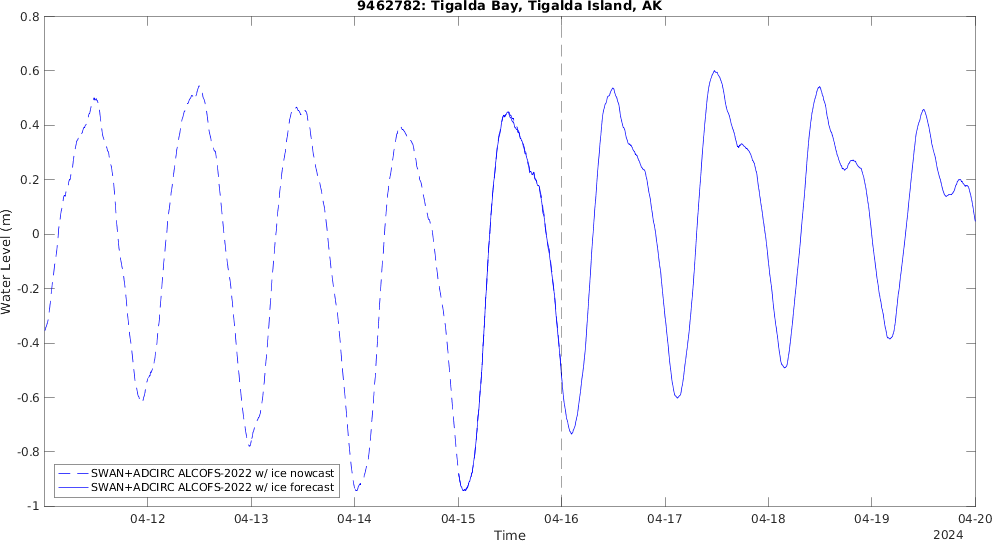 9462782: Tigalda Bay, Tigalda Island, AK
Water Level (m)
0.8
0.6
0.4
0.2
0
-0.2
-0.4
-0.6
-0.8
-1
SWAN+ADCIRC ALCOFS-2022 w/ ice nowcast
SWAN+ADCIRC ALCOFS-2022 w/ ice forecast
04-12 04-13 04-14 04-15 04-16 04-17 04-18 04-19 04-20
Time
2024